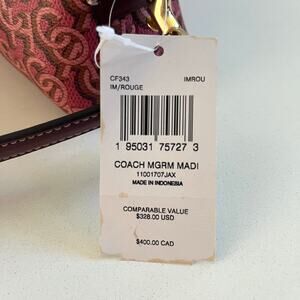 CF343 IMROU
IM/ROUGE
1 95031 75727 3
COACH MGRM MADI
11001707JAX
MADE IN INDONESIA
COMPARABLE VALUE
$328.00 USD
$400.00 CAD